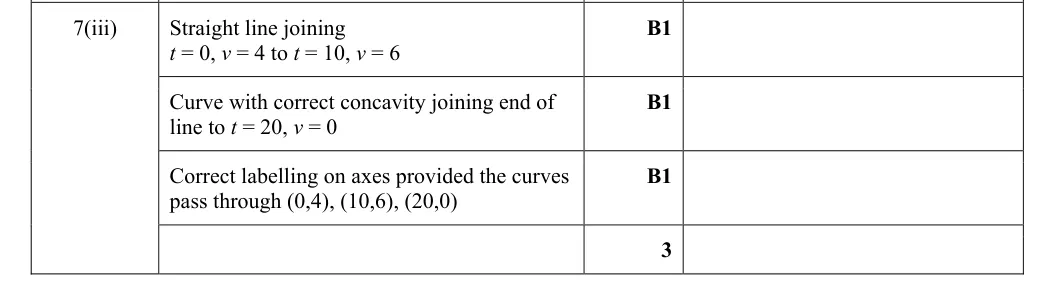 7(iii)
Straight line joining
t = 0, v = 4 to t = 10, v = 6
B1
Curve with correct concavity joining end of
line to t = 20, v = 0
B1
Correct labelling on axes provided the curves
pass through (0,4), (10,6), (20,0)
B1
3